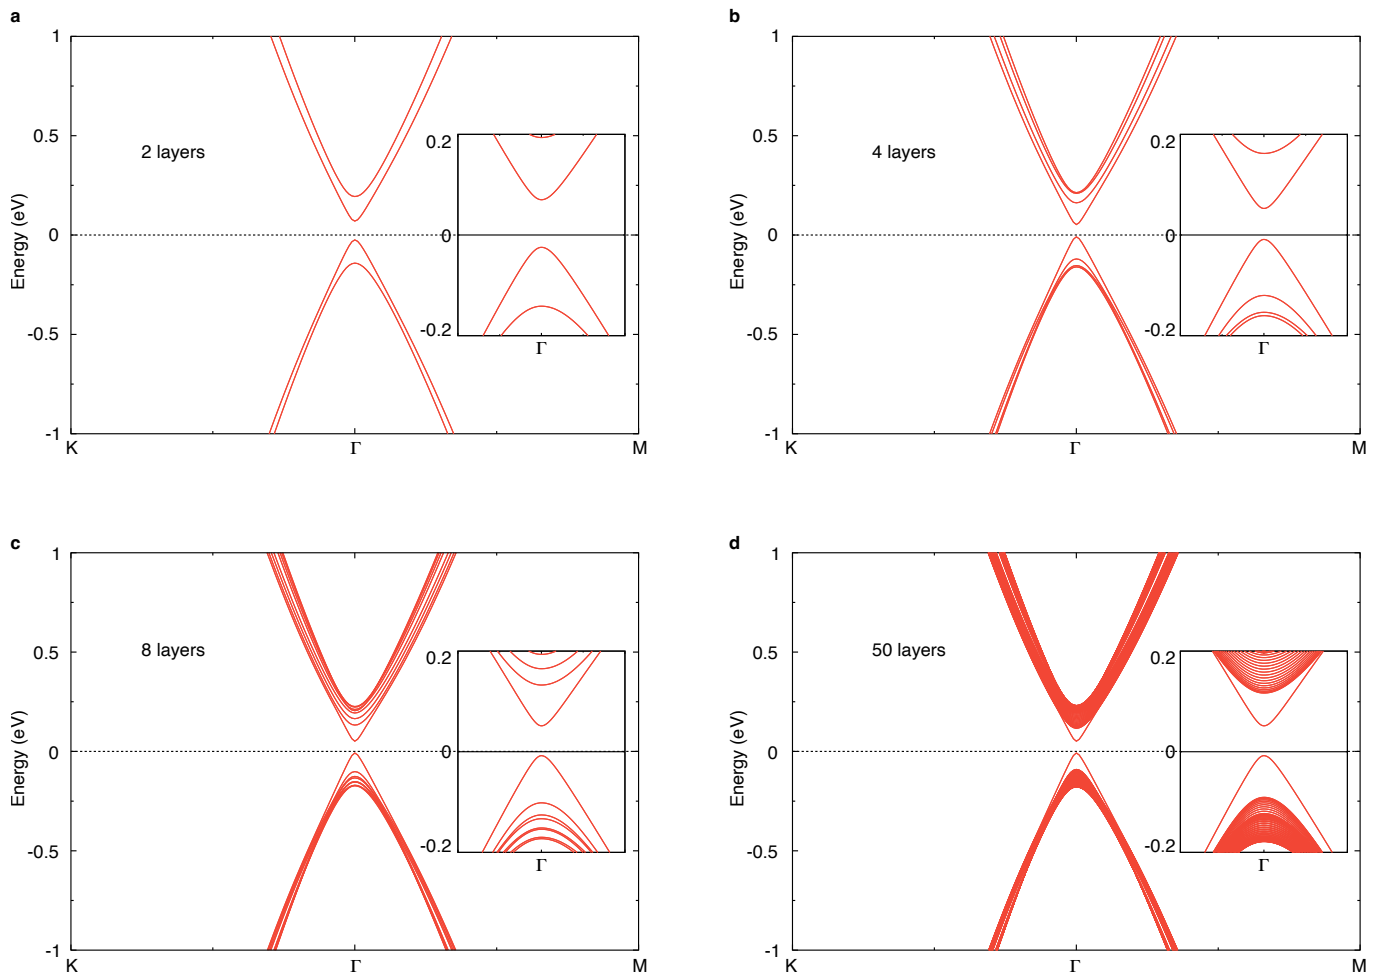 a
1
0.5
0
-0.5
-1
Energy (eV)
2 layers
0.2
0
-0.2
Γ
K
Γ
M
b
1
0.5
0
-0.5
-1
Energy (eV)
4 layers
0.2
0
-0.2
Γ
K
Γ
M
c
1
0.5
0
-0.5
-1
Energy (eV)
8 layers
0.2
0
-0.2
Γ
K
Γ
M
d
1
0.5
0
-0.5
-1
Energy (eV)
50 layers
0.2
0
-0.2
Γ
K
Γ
M